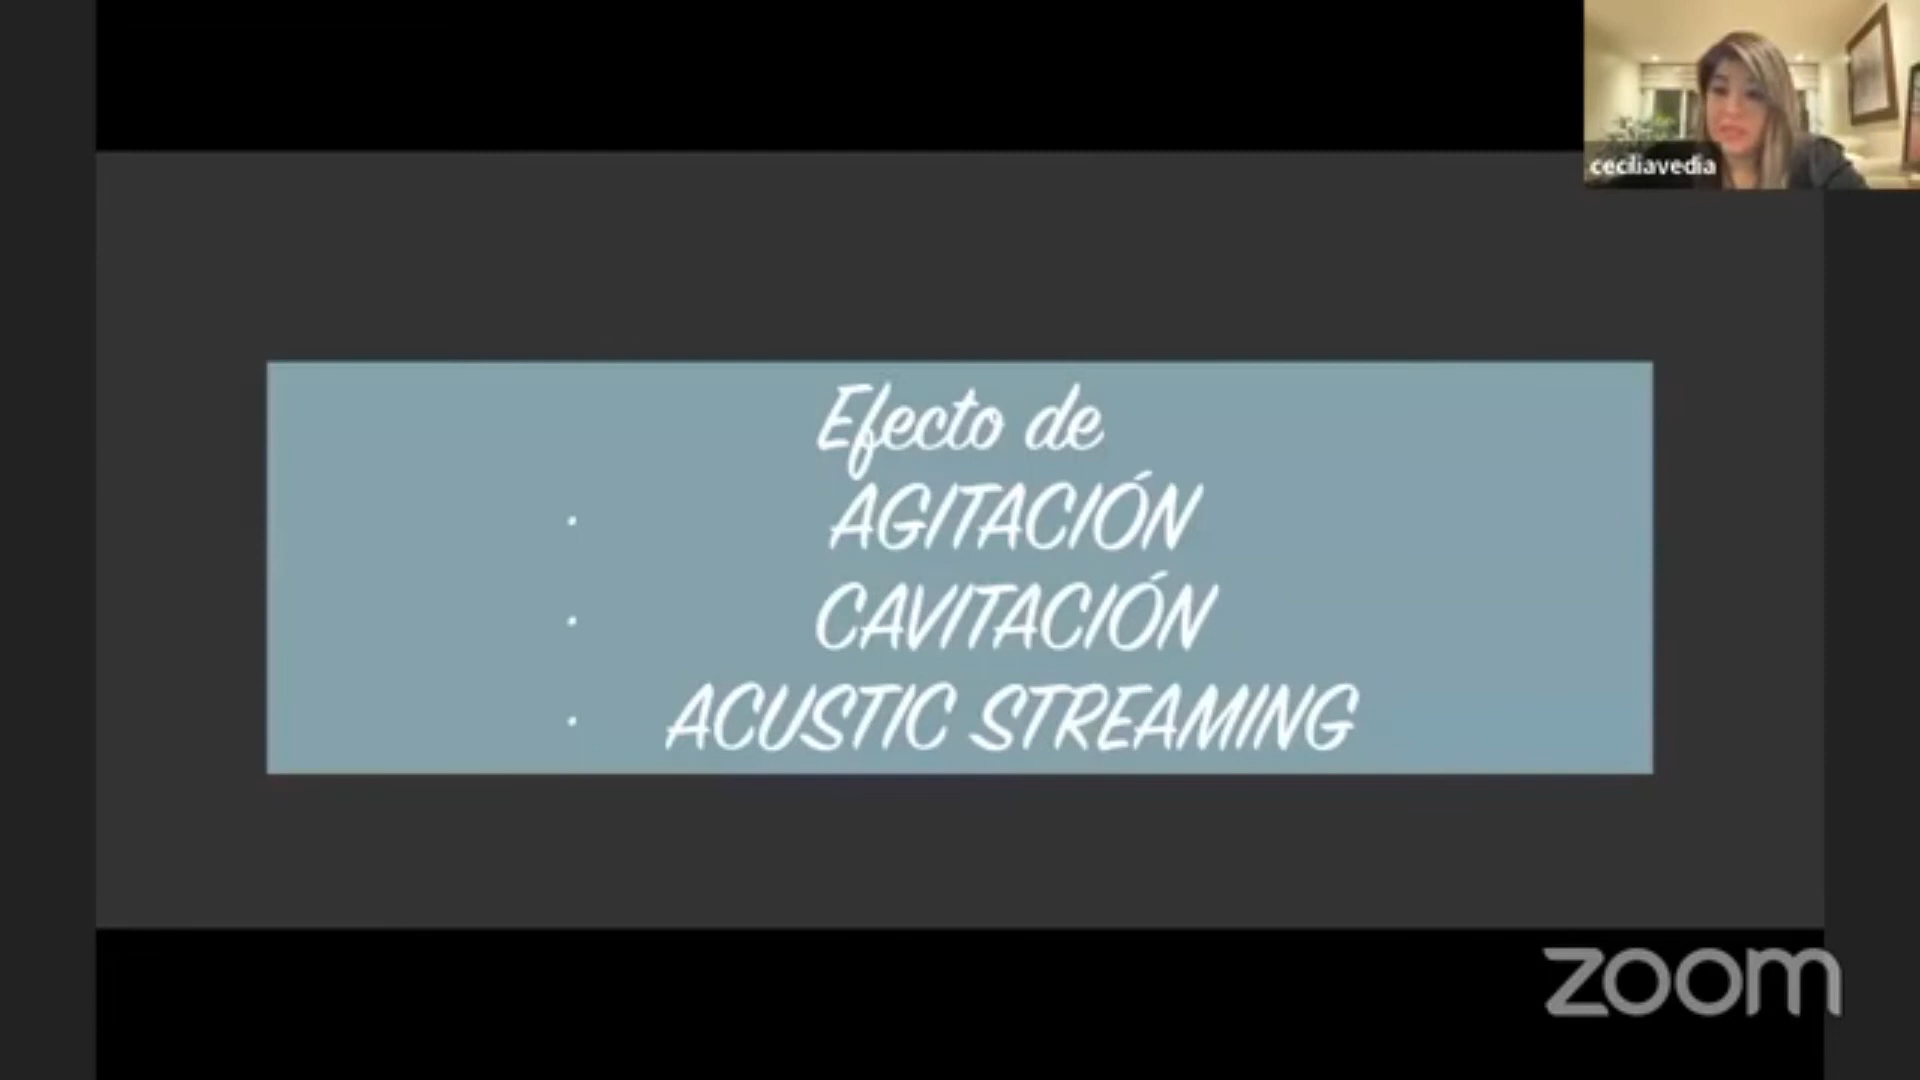 ceciliavedia
Efecto de
· AGITACIÓN
· CAVITACIÓN
· ACUSTIC STREAMING
zoom